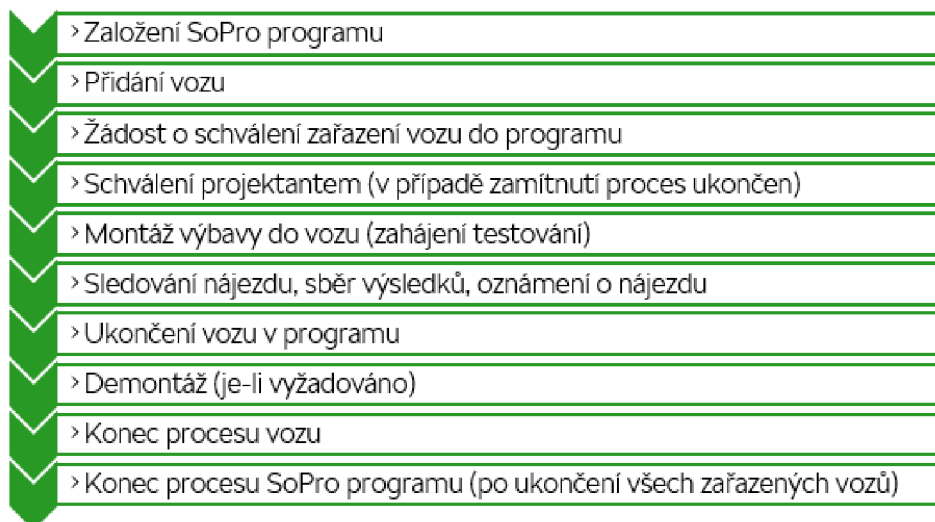 › Založení SoPro programu
› Přidání vozu
› Žádost o schválení zařazení vozu do programu
› Schválení projektantem (v případě zamítnutí proces ukončen)
› Montáž výbavy do vozu (zahájení testování)
› Sledování nájezdu, sběr výsledků, oznámení o nájezdu
› Ukončení vozu v programu
› Demontáž (je-li vyžadováno)
› Konec procesu vozu
› Konec procesu SoPro programu (po ukončení všech zařazených vozů)